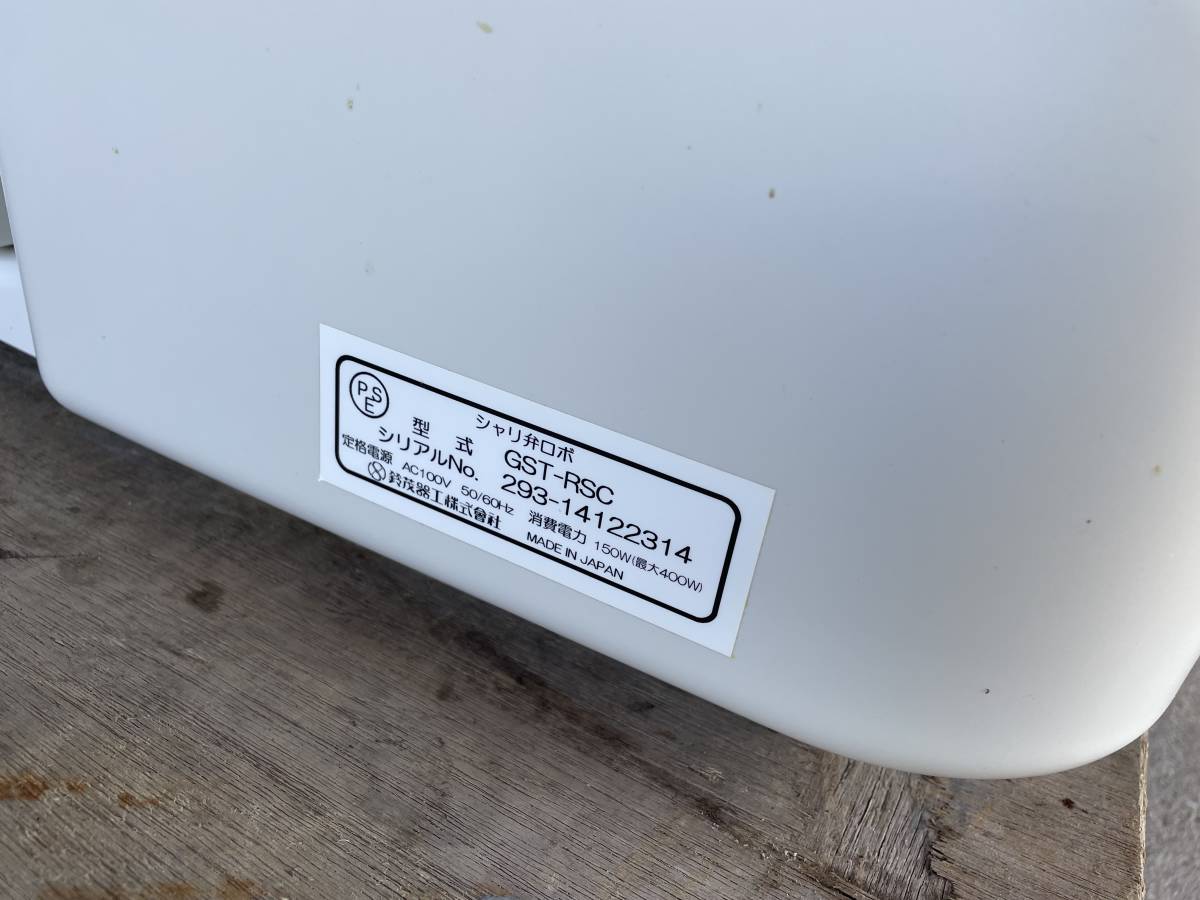 PSE
シャリ弁ロボ
型式 GST-RSC
シリアルNo. 293-14122314
定格電源 AC100V 50/60Hz 消費電力 150W(最大400W)
鈴茂器工株式會社 MADE IN JAPAN